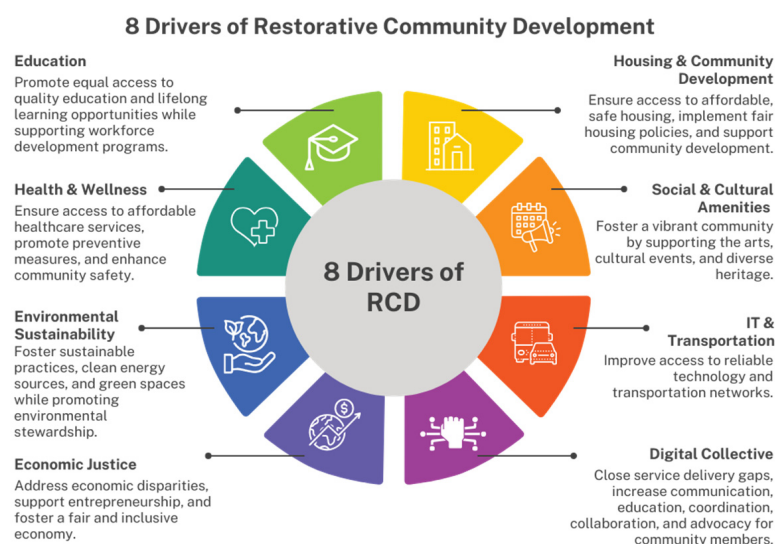 8 Drivers of Restorative Community Development
Education
Promote equal access to
quality education and lifelong
learning opportunities while
supporting workforce
development programs.
Health & Wellness
Ensure access to affordable
healthcare services,
promote preventive
measures, and enhance
community safety.
Environmental
Sustainability
Foster sustainable
practices, clean energy
sources, and green spaces
while promoting
environmental
stewardship.
Economic Justice
Address economic disparities,
support entrepreneurship, and
foster a fair and inclusive
economy.
8 Drivers of
RCD
$
Housing & Community
Development
Ensure access to affordable,
safe housing, implement fair
housing policies, and support
community development.
Social & Cultural
Amenities
Foster a vibrant community
by supporting the arts,
cultural events, and diverse
heritage.
IT &
Transportation
Improve access to reliable
technology and
transportation networks.
Digital Collective
Close service delivery gaps,
increase communication,
education, coordination,
collaboration, and advocacy for
community members.